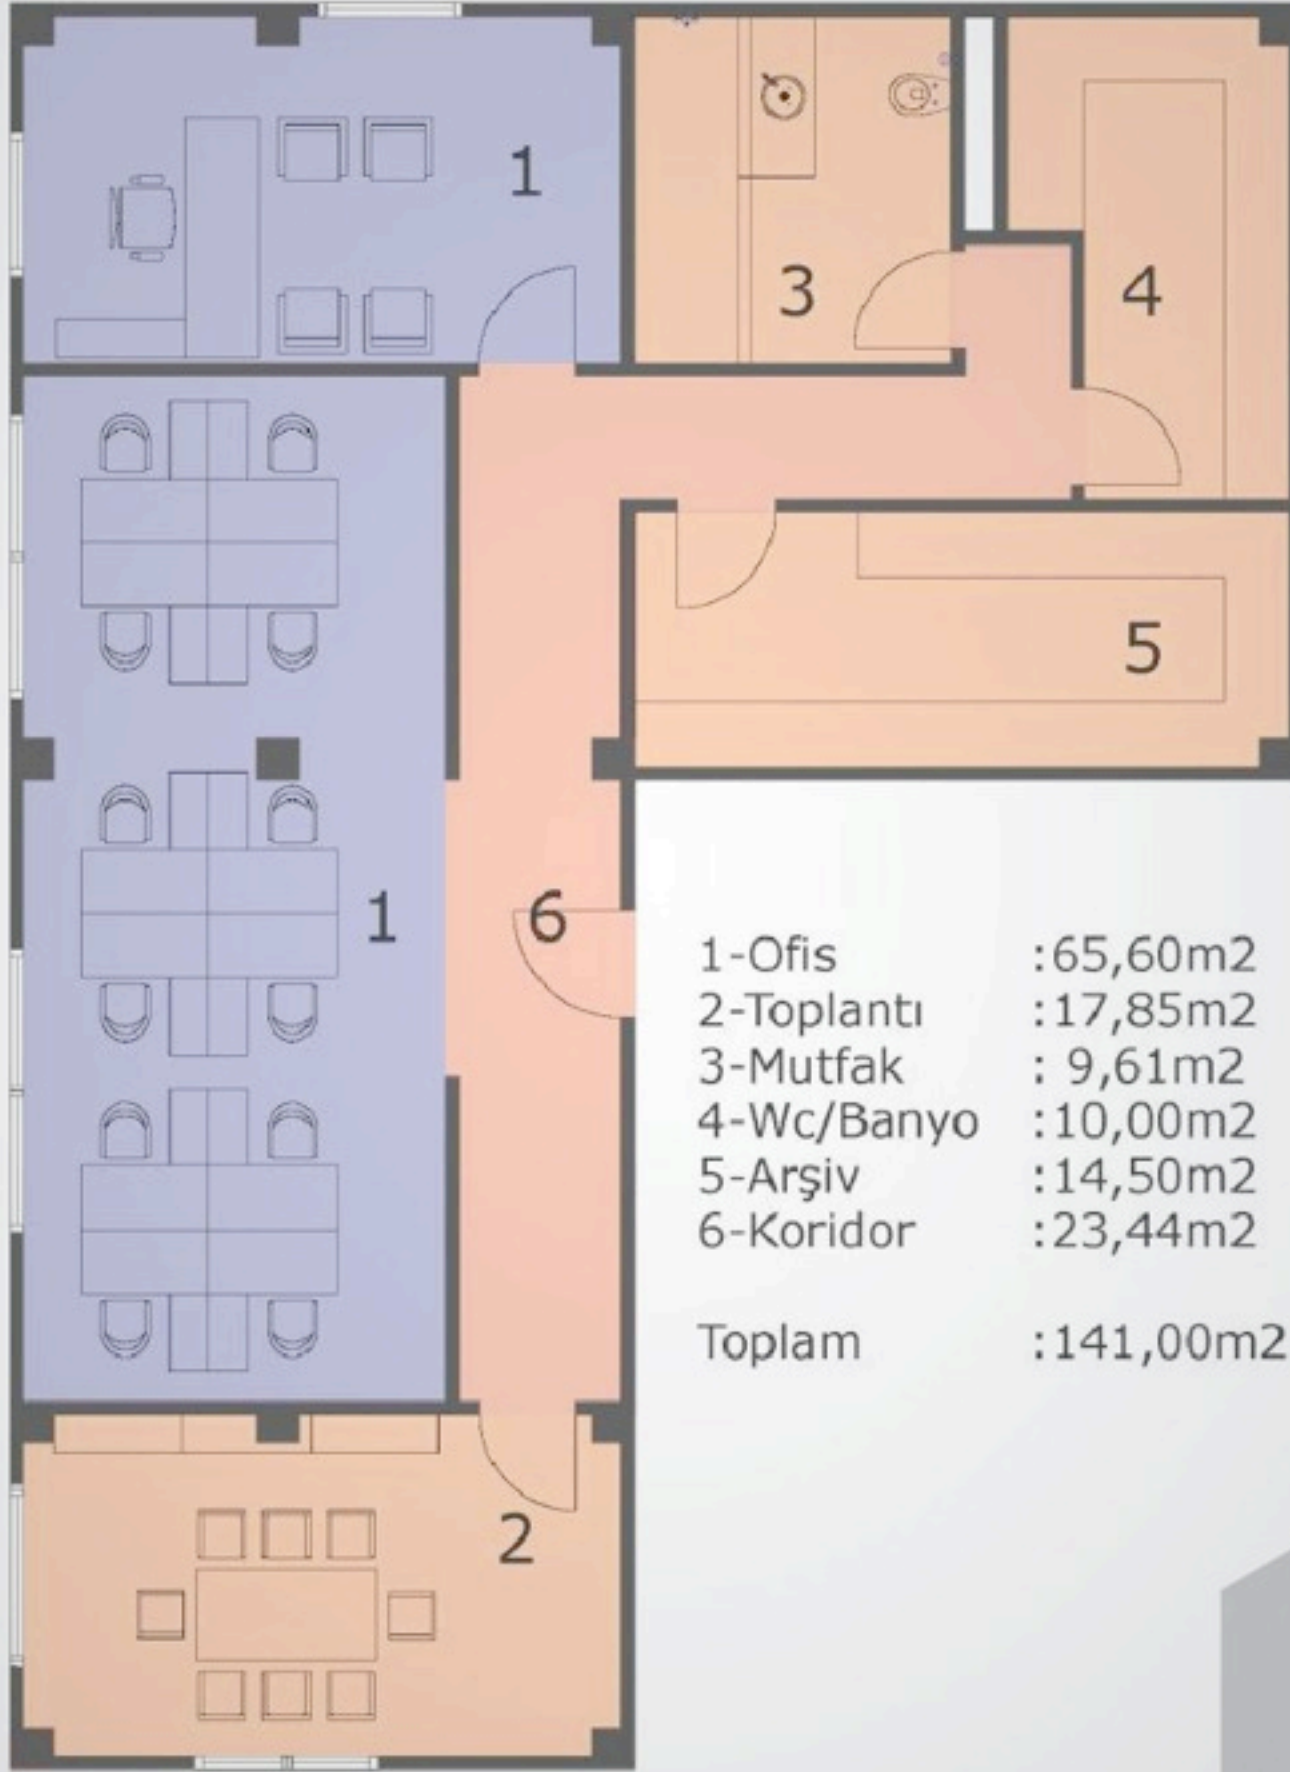 1
3
4
5
1
6
1-Ofis :65,60m2
2-Toplantı :17,85m2
3-Mutfak : 9,61m2
4-Wc/Banyo :10,00m2
5-Arşiv :14,50m2
6-Koridor :23,44m2
Toplam :141,00m2
2